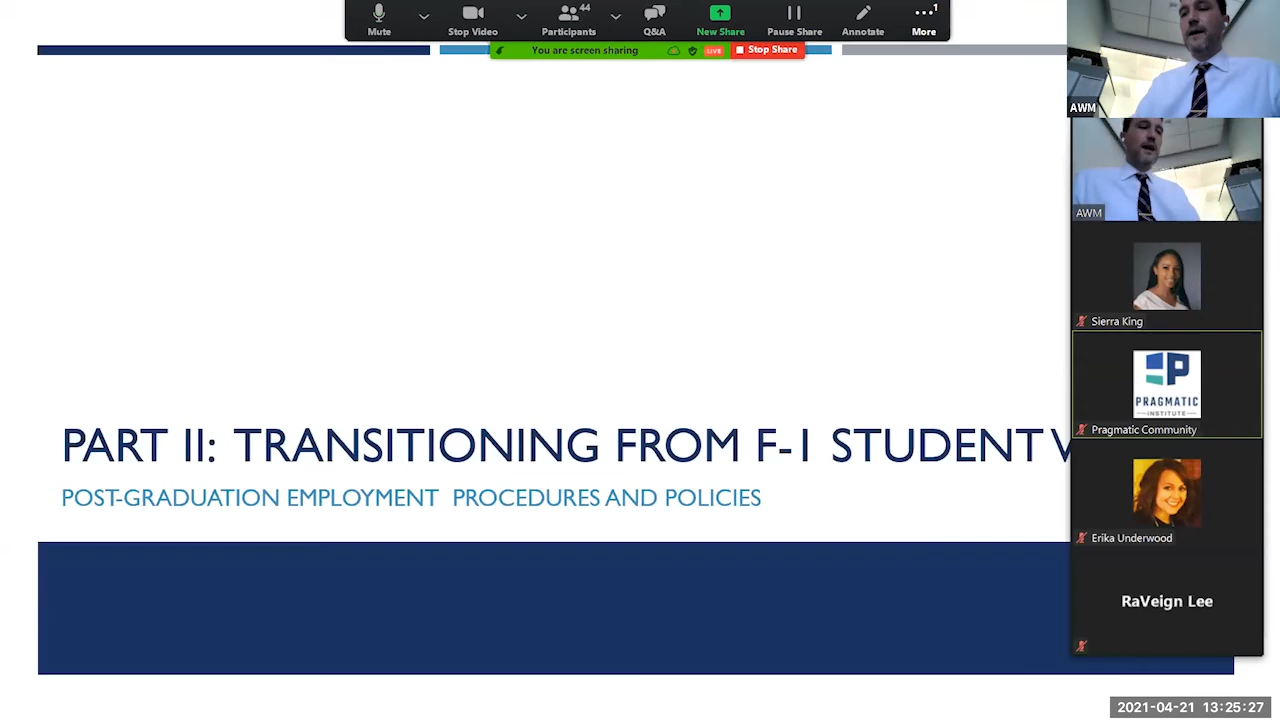 44
1
Mute
Stop Video
Participants
Q&A
New Share
Pause Share
Annotate
More
You are screen sharing
LIVE
Stop Share
AWM
AWM
Sierra King
PRAGMATIC
INSTITUTE
Pragmatic Community
Erika Underwood
RaVeign Lee
PART II: TRANSITIONING FROM F-1 STUDENT V
POST-GRADUATION EMPLOYMENT PROCEDURES AND POLICIES
2021-04-21 13:25:27